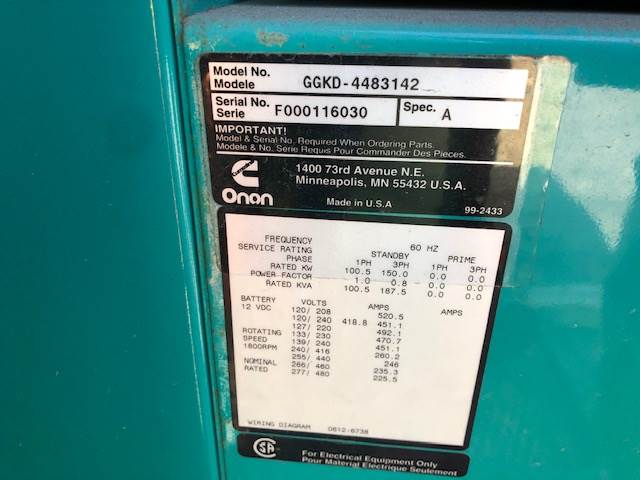 Model No. GGKD-4483142
Modele
Serial No. F000116030 Spec. A
Serie
IMPORTANT!
Model & Serial No. Required When Ordering Parts.
Modele & No. Serie Requis Pour Commander Des Pieces.
Cummins
Onan
1400 73rd Avenue N.E.
Minneapolis, MN 55432 U.S.A.
Made in U.S.A
99-2433
FREQUENCY 60 HZ
SERVICE RATING STANDBY PRIME
PHASE 1PH 3PH 1PH 3PH
RATED KW 100.5 150.0 0.0 0.0
POWER FACTOR 1.0 0.8 0.0 0.0
RATED KVA 100.5 187.5 0.0 0.0
BATTERY VOLTS AMPS AMPS
12 VDC 120/ 208 520.5
120/ 240 418.8 451.1
127/ 220 492.1
ROTATING 133/ 230 470.7
SPEED 139/ 240 451.1
1800RPM 240/ 416 260.2
255/ 440 246
NOMINAL 266/ 460 235.3
RATED 277/ 480 225.5
WIRING DIAGRAM 0612-6738
CSA
For Electrical Equipment Only
Pour Material Electrique Seulement